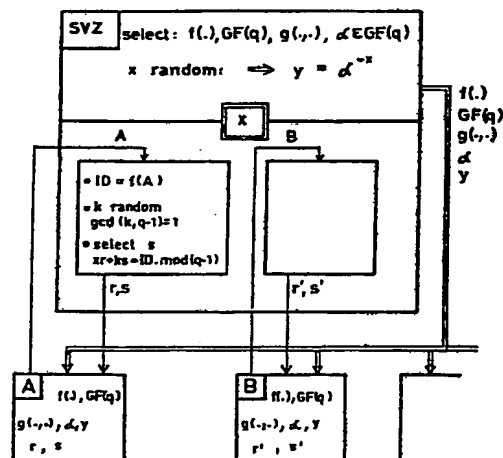 SVZ
select: f(.), GF(q), g(.,.), α ∈ GF(q)
x random: ⇒ y = α^-x
x
f(.)
GF(q)
g(.,.)
α
y
A
B
• ID = f(A)
• k random
gcd (k, q-1)=1
• select s
xr+ks=ID.mod(q-1)
r,s
r', s'
A
f(.), GF(q)
g(.,.), α, y
r , s
B
f(.), GF(q)
g(.,.), α, y
r' , s'